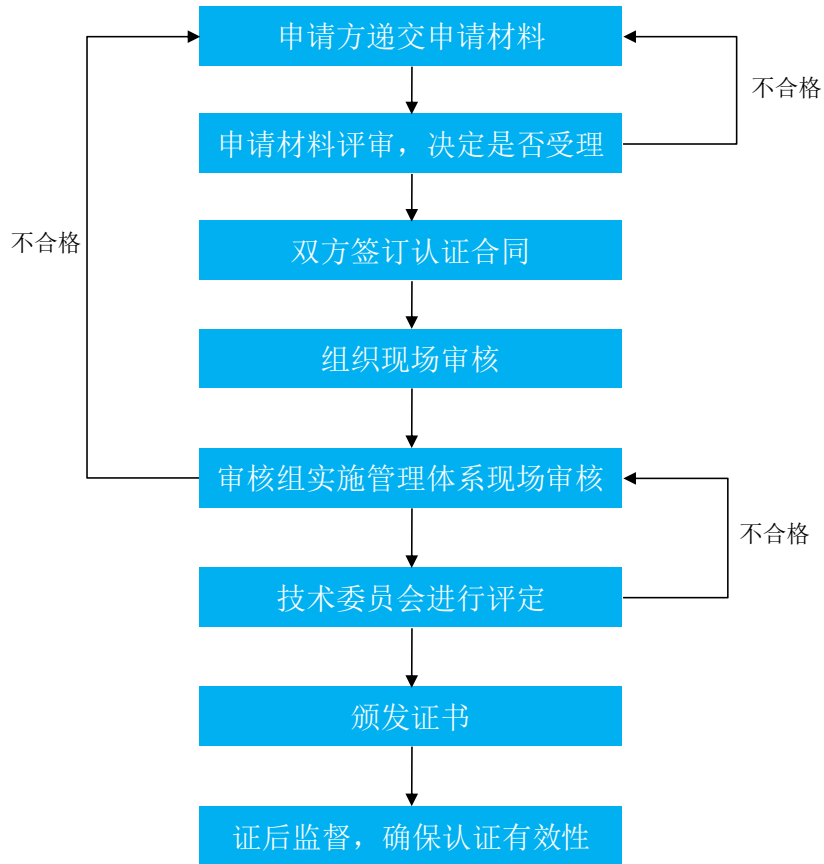 申请方递交申请材料
不合格
申请材料评审，决定是否受理
双方签订认证合同
不合格
组织现场审核
审核组实施管理体系现场审核
不合格
技术委员会进行评定
颁发证书
证后监督，确保认证有效性